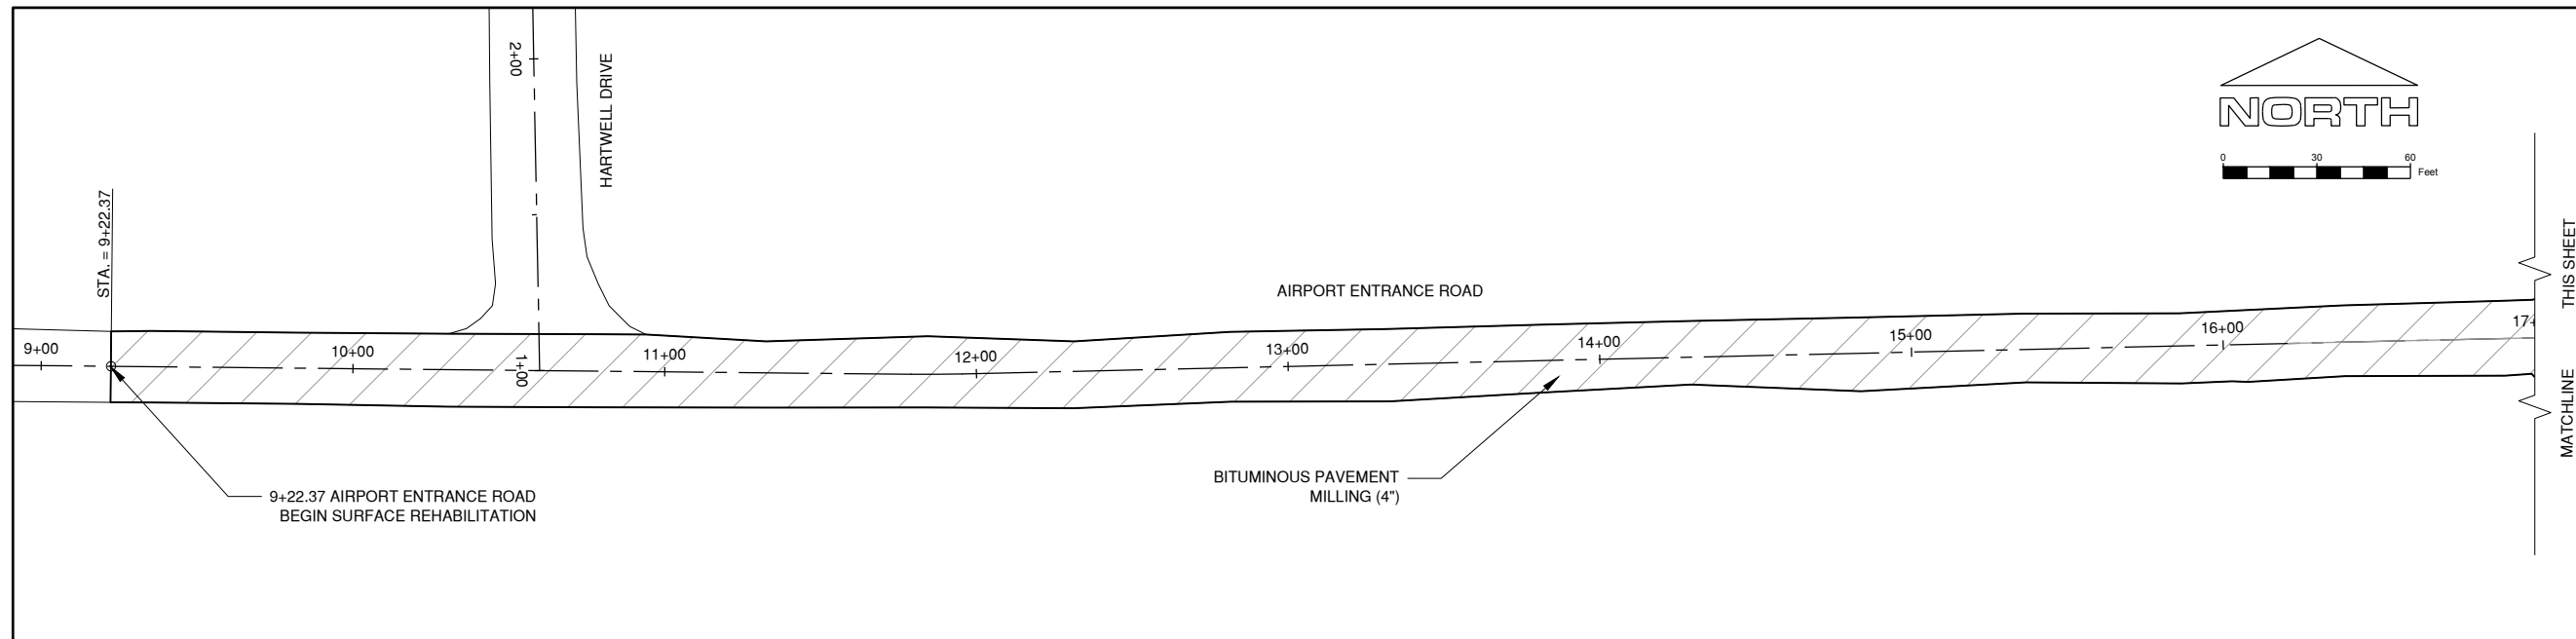 2+00
HARTWELL DRIVE
NORTH
0 30 60
Feet
STA. = 9+22.37
THIS SHEET
MATCHLINE
AIRPORT ENTRANCE ROAD
9+00
10+00
1+00
11+00
12+00
13+00
14+00
15+00
16+00
17+
9+22.37 AIRPORT ENTRANCE ROAD
BEGIN SURFACE REHABILITATION
BITUMINOUS PAVEMENT
MILLING (4")